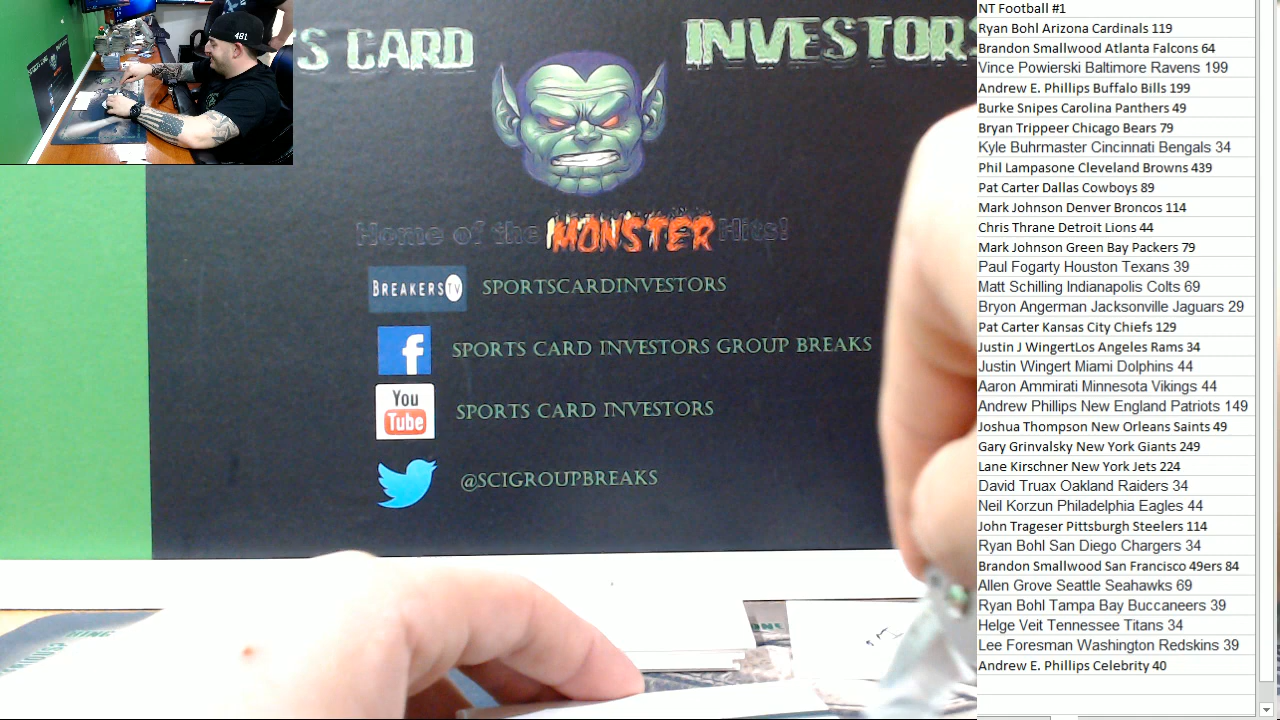 481
S CARD INVESTORS
Home of the MONSTER Hits!
BREAKERSTV SPORTSCARDINVESTORS
f SPORTS CARD INVESTORS GROUP BREAKS
You Tube SPORTS CARD INVESTORS
@SCIGROUPBREAKS
NT Football #1
Ryan Bohl Arizona Cardinals 119
Brandon Smallwood Atlanta Falcons 64
Vince Powierski Baltimore Ravens 199
Andrew E. Phillips Buffalo Bills 199
Burke Snipes Carolina Panthers 49
Bryan Trippeer Chicago Bears 79
Kyle Buhrmaster Cincinnati Bengals 34
Phil Lampasone Cleveland Browns 439
Pat Carter Dallas Cowboys 89
Mark Johnson Denver Broncos 114
Chris Thrane Detroit Lions 44
Mark Johnson Green Bay Packers 79
Paul Fogarty Houston Texans 39
Matt Schilling Indianapolis Colts 69
Bryon Angerman Jacksonville Jaguars 29
Pat Carter Kansas City Chiefs 129
Justin J WingertLos Angeles Rams 34
Justin Wingert Miami Dolphins 44
Aaron Ammirati Minnesota Vikings 44
Andrew Phillips New England Patriots 149
Joshua Thompson New Orleans Saints 49
Gary Grinvalsky New York Giants 249
Lane Kirschner New York Jets 224
David Truax Oakland Raiders 34
Neil Korzun Philadelphia Eagles 44
John Trageser Pittsburgh Steelers 114
Ryan Bohl San Diego Chargers 34
Brandon Smallwood San Francisco 49ers 84
Allen Grove Seattle Seahawks 69
Ryan Bohl Tampa Bay Buccaneers 39
Helge Veit Tennessee Titans 34
Lee Foresman Washington Redskins 39
Andrew E. Phillips Celebrity 40